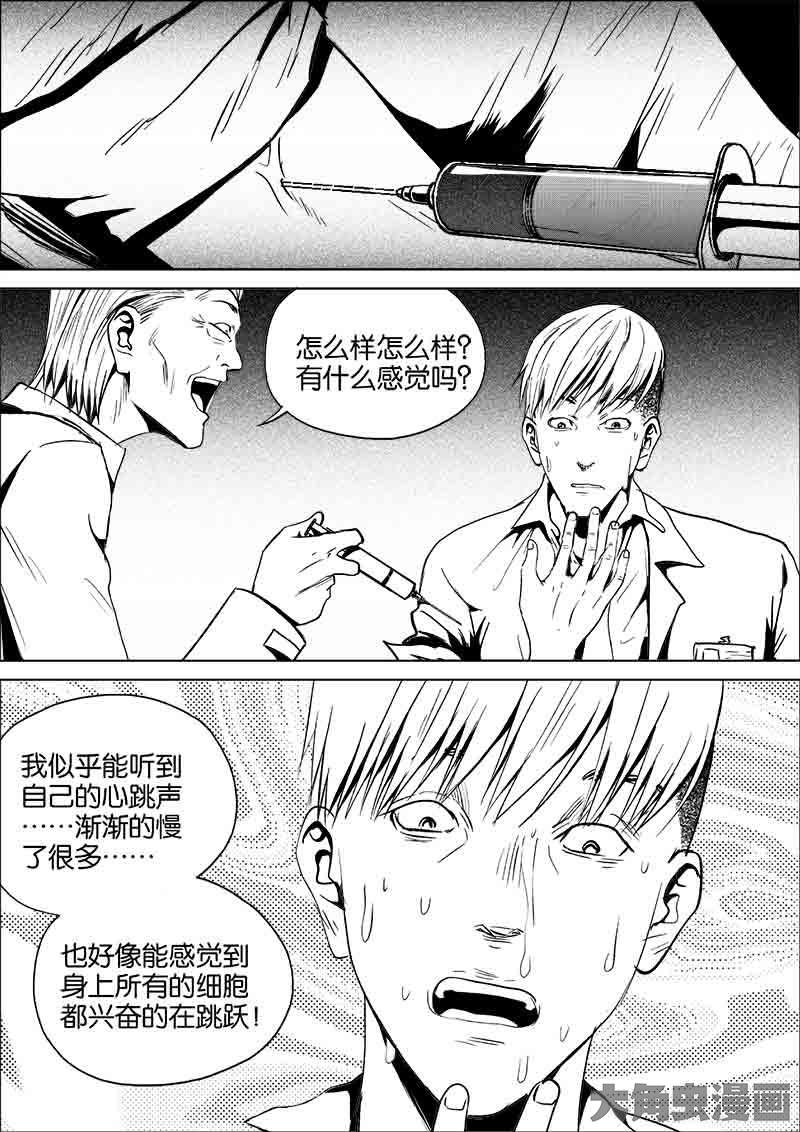 怎么样怎么样?
有什么感觉吗?
我似乎能听到
自己的心跳声
……渐渐的慢
了很多……
也好像能感觉到
身上所有的细胞
都兴奋的在跳跃!
大角虫漫画